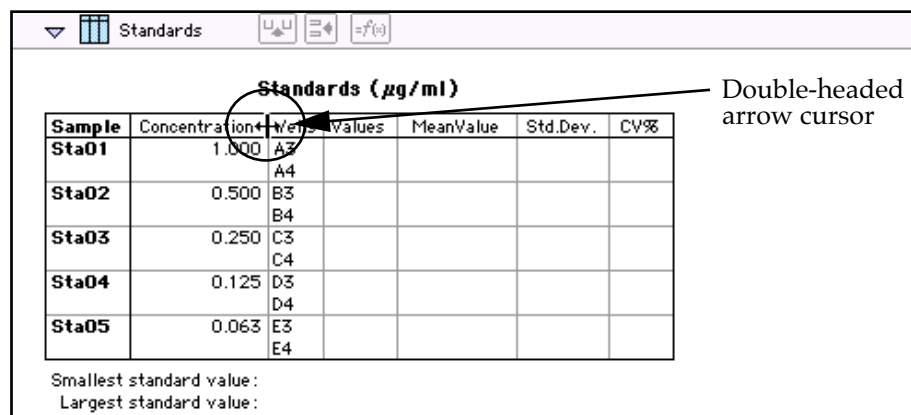 Standards
=f(x)
Standards (µg/ml)
Double-headed
arrow cursor
Sample Concentration Values MeanValue Std.Dev. CV%
Sta01 1.000 A3
A4
Sta02 0.500 B3
B4
Sta03 0.250 C3
C4
Sta04 0.125 D3
D4
Sta05 0.063 E3
E4
Smallest standard value:
Largest standard value: